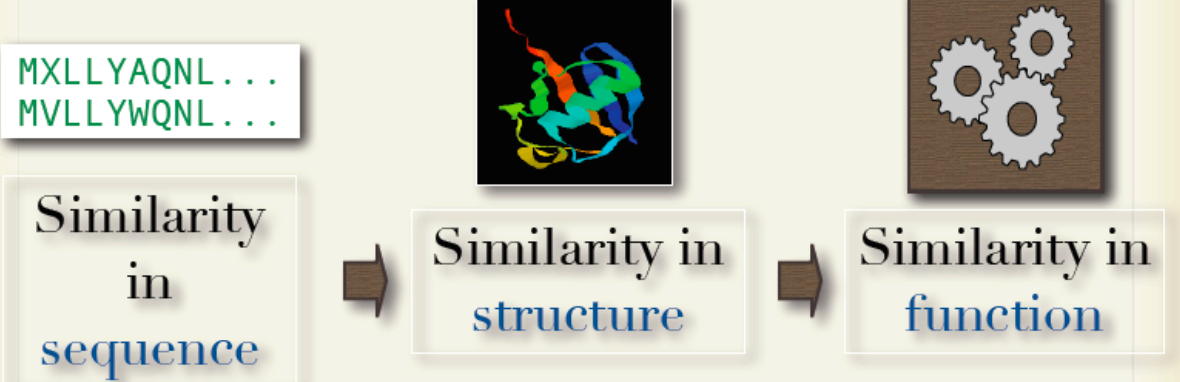 MXLLYAQNL...
MVLLYWQNL...
Similarity
in
sequence
Similarity in
structure
Similarity in
function